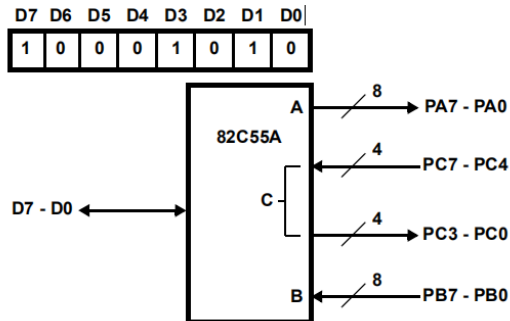 D7 D6 D5 D4 D3 D2 D1 D0
1 0 0 0 1 0 1 0
A 8 PA7 - PA0
82C55A
4 PC7 - PC4
C
D7 - D0
4 PC3 - PC0
B 8 PB7 - PB0